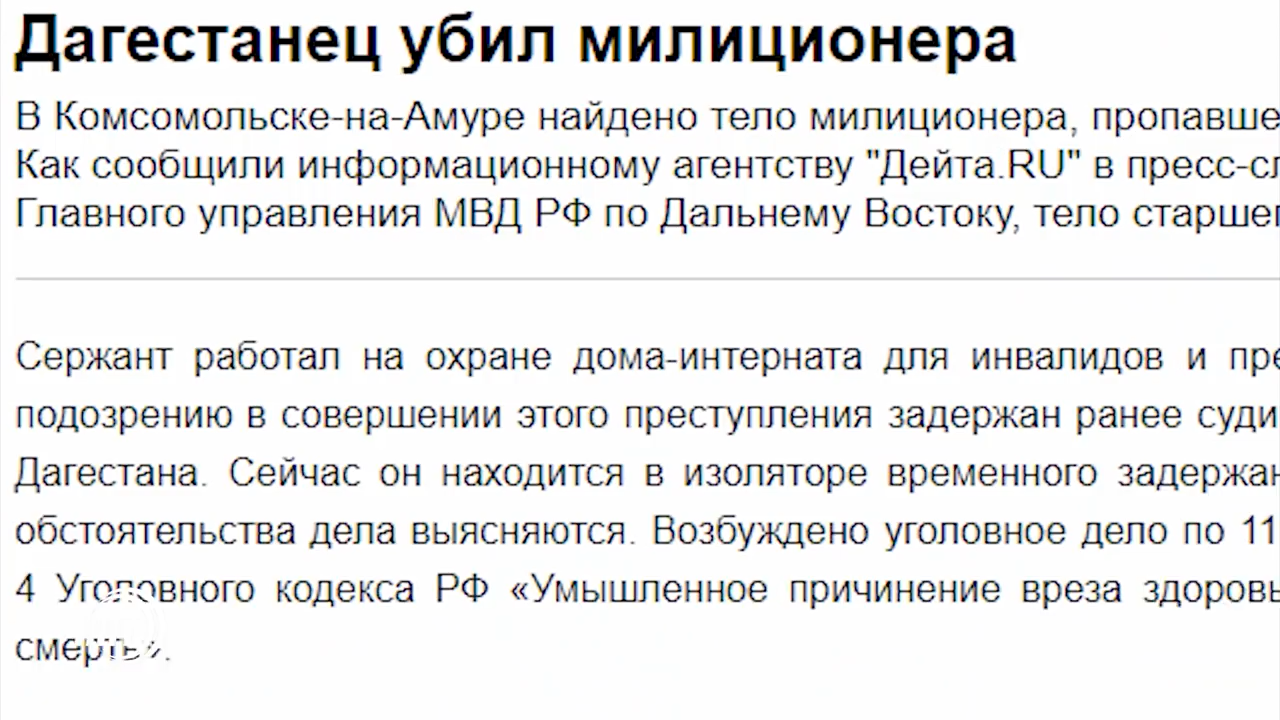 Дагестанец убил милиционера
В Комсомольске-на-Амуре найдено тело милиционера, пропавше
Как сообщили информационному агентству "Дейта.RU" в пресс-сл
Главного управления МВД РФ по Дальнему Востоку, тело старшег
Сержант работал на охране дома-интерната для инвалидов и пре
подозрению в совершении этого преступления задержан ранее суди
Дагестана. Сейчас он находится в изоляторе временного задержан
обстоятельства дела выясняются. Возбуждено уголовное дело по 11
4 Уголовного кодекса РФ «Умышленное причинение вреза здоровь
смерть».